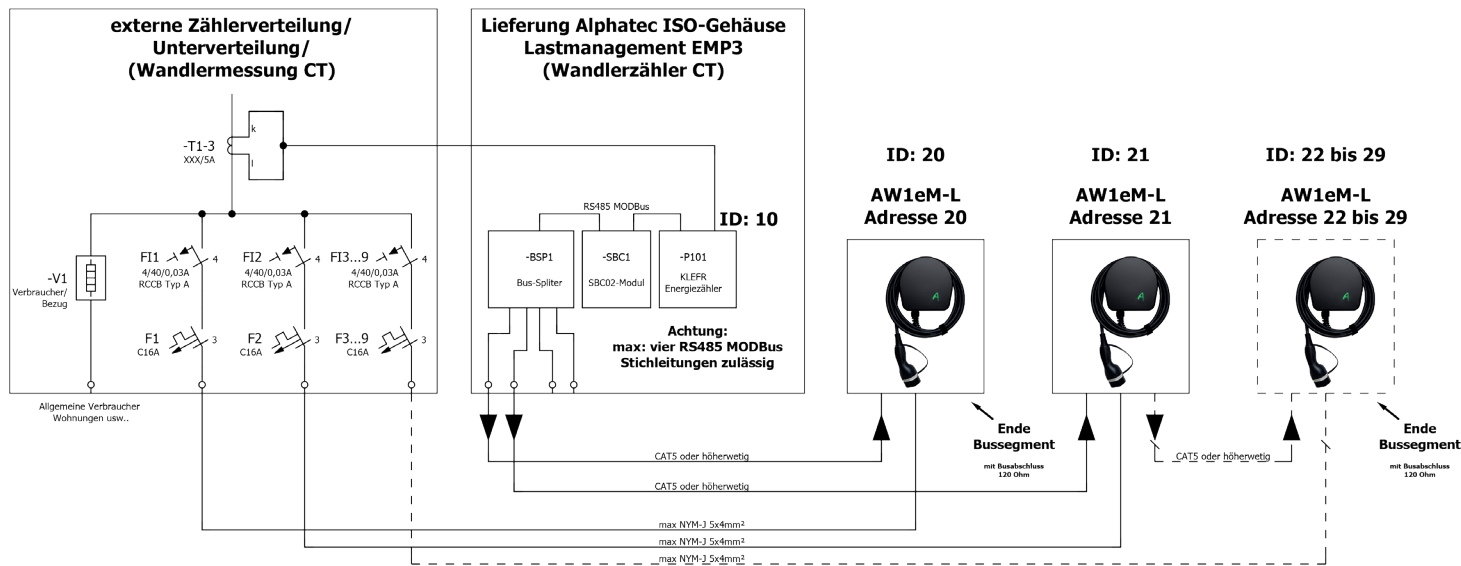 externe Zählerverteilung/
Unterverteilung/
(Wandlermessung CT)
k
-T1-3
XXX/5A
l
FI1
4
4/40/0,03A
RCCB Typ A
FI2
4
4/40/0,03A
RCCB Typ A
FI3...9
4
4/40/0,03A
RCCB Typ A
-V1
Verbraucher/
Bezug
F1
C16A
3
F2
C16A
3
F3...9
C16A
3
Allgemeine Verbraucher
Wohnungen usw..
Lieferung Alphatec ISO-Gehäuse
Lastmanagement EMP3
(Wandlerzähler CT)
RS485 MODBus
ID: 10
-BSP1
Bus-Spliter
-SBC1
SBC02-Modul
-P101
KLEFR
Energiezähler
Achtung:
max: vier RS485 MODBus
Stichleitungen zulässig
ID: 20
AW1eM-L
Adresse 20
ID: 21
AW1eM-L
Adresse 21
ID: 22 bis 29
AW1eM-L
Adresse 22 bis 29
Ende
Bussegment
mit Busabschluss
120 Ohm
Ende
Bussegment
mit Busabschluss
120 Ohm
CAT5 oder höherwetig
CAT5 oder höherwetig
CAT5 oder höherwetig
max NYM-J 5x4mm²
max NYM-J 5x4mm²
max NYM-J 5x4mm²